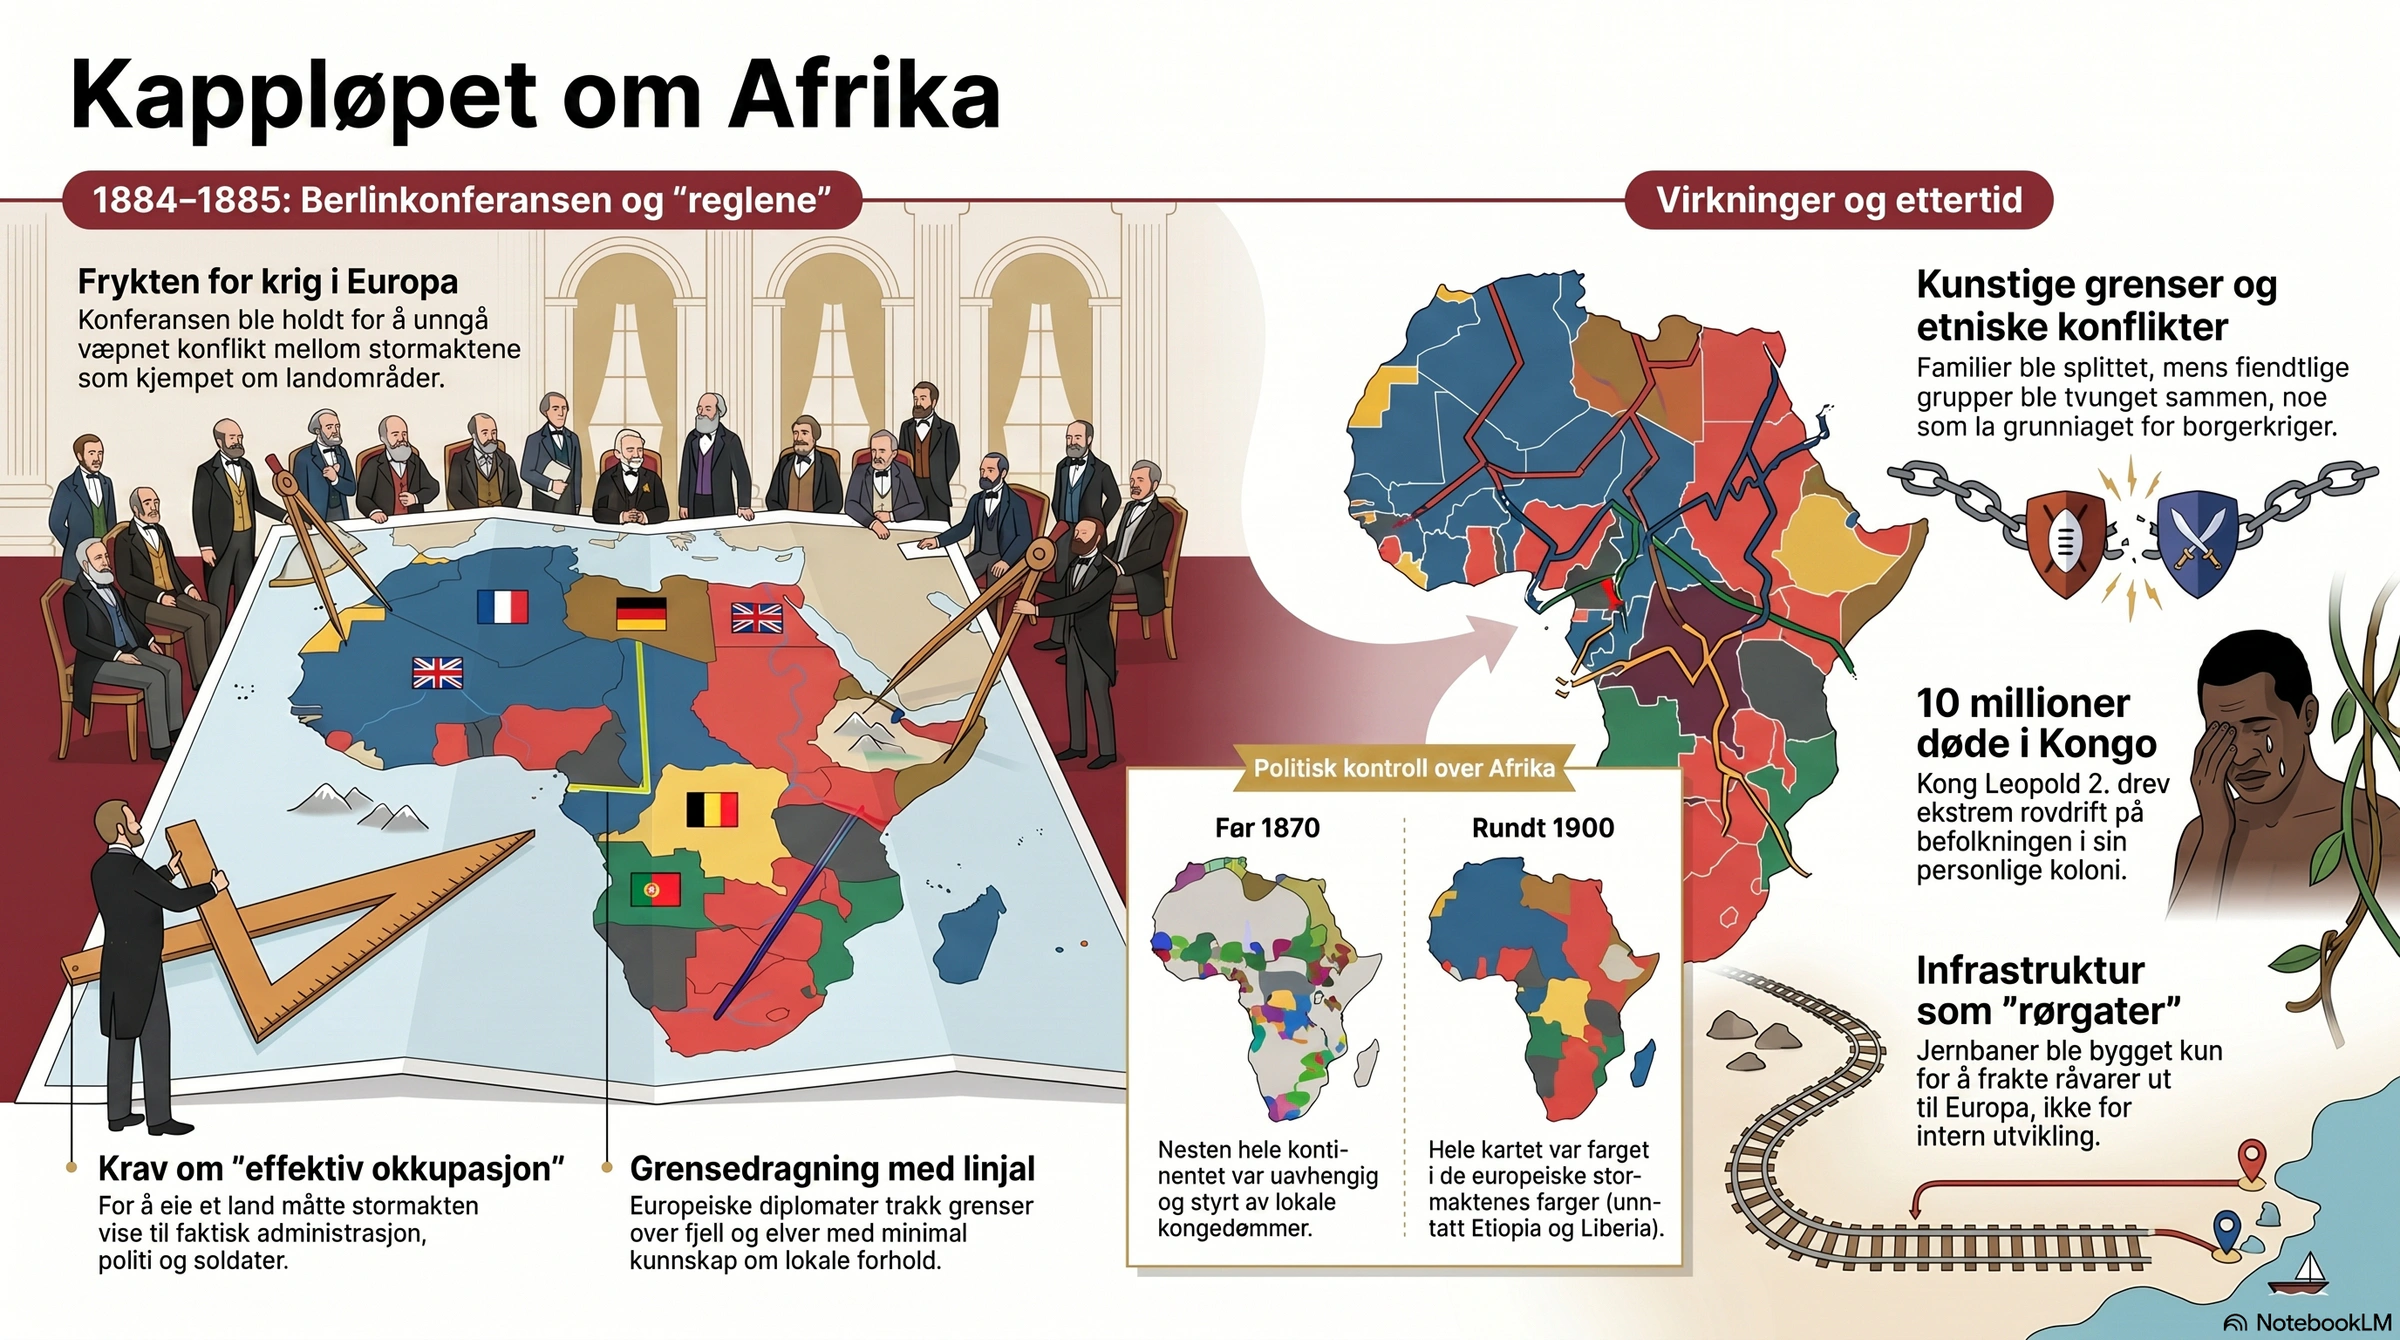 Kappløpet om Afrika
1884–1885: Berlinkonferansen og “reglene”
Frykten for krig i Europa
Konferansen ble holdt for å unngå
væpnet konflikt mellom stormaktene
som kjempet om landområder.
Krav om ”effektiv okkupasjon”
For å eie et land måtte stormakten
vise til faktisk administrasjon,
politi og soldater.
Grensedragning med linjal
Europeiske diplomater trakk grenser
over fjell og elver med minimal
kunnskap om lokale forhold.
Politisk kontroll over Afrika
Før 1870
Nesten hele konti-
nentet var uavhengig
og styrt av lokale
kongedømmer.
Rundt 1900
Hele kartet var farget
i de europeiske stor-
maktenes farger (unn-
tatt Etiopia og Liberia).
Virkninger og ettertid
Kunstige grenser og
etniske konflikter
Familier ble splittet, mens fiendtlige
grupper ble tvunget sammen, noe
som la grunniaget for borgerkriger.
10 millioner
døde i Kongo
Kong Leopold 2. drev
ekstrem rovdrift på
befolkningen i sin
personlige koloni.
Infrastruktur
som ”rørgater”
Jernbaner ble bygget kun
for å frakte råvarer ut
til Europa, ikke for
intern utvikling.
NotebookLM